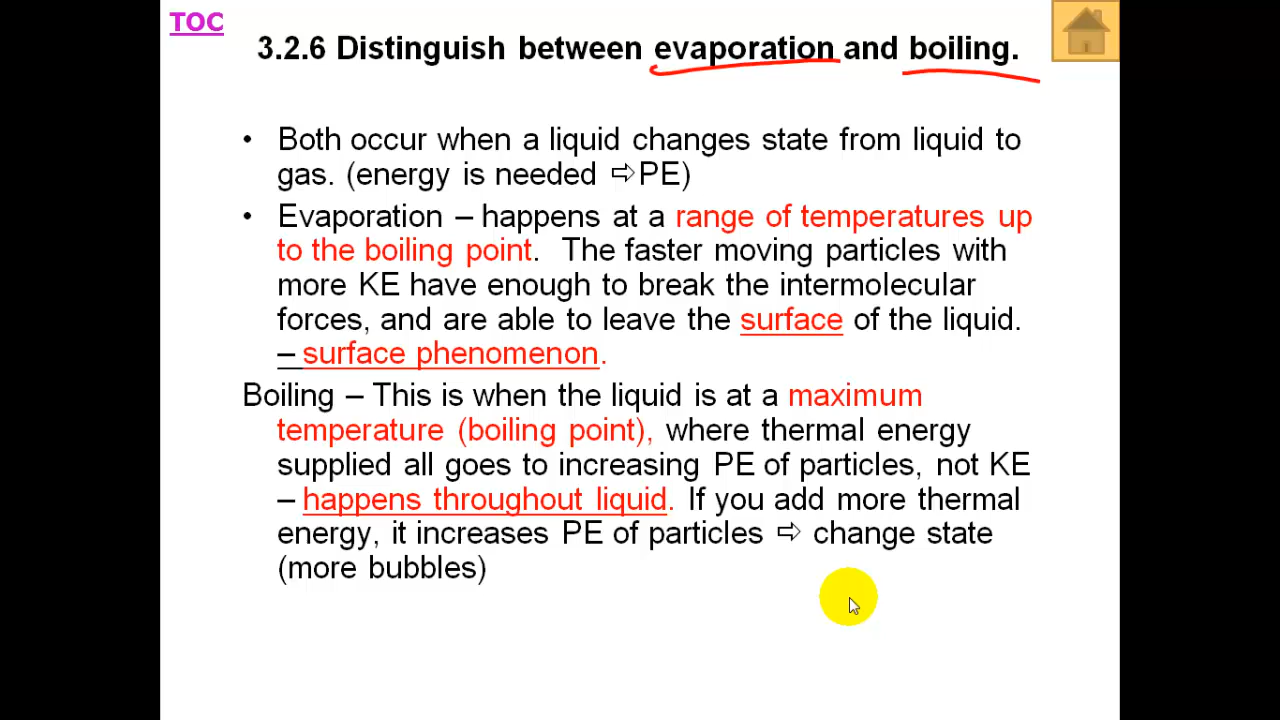 TOC
3.2.6 Distinguish between evaporation and boiling.
• Both occur when a liquid changes state from liquid to
gas. (energy is needed ⇨PE)
• Evaporation – happens at a range of temperatures up
to the boiling point. The faster moving particles with
more KE have enough to break the intermolecular
forces, and are able to leave the surface of the liquid.
– surface phenomenon.
Boiling – This is when the liquid is at a maximum
temperature (boiling point), where thermal energy
supplied all goes to increasing PE of particles, not KE
– happens throughout liquid. If you add more thermal
energy, it increases PE of particles ⇨ change state
(more bubbles)